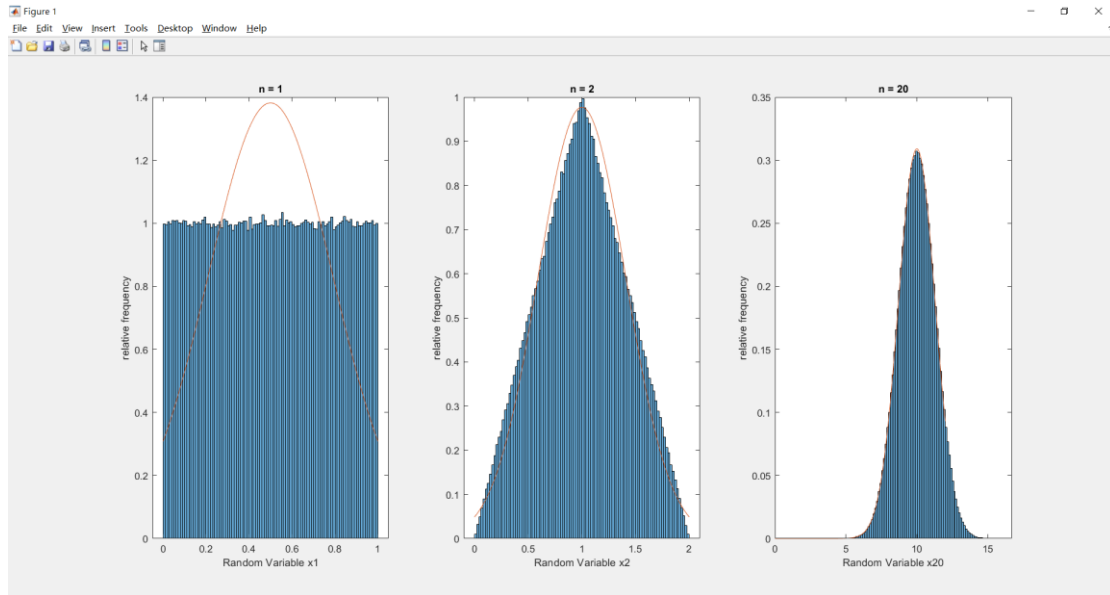 Figure 1
File Edit View Insert Tools Desktop Window Help
n = 1
1.4
1.2
1
0.8
0.6
0.4
0.2
0
relative frequency
0 0.2 0.4 0.6 0.8 1
Random Variable x1
n = 2
1
0.9
0.8
0.7
0.6
0.5
0.4
0.3
0.2
0.1
0
relative frequency
0 0.5 1 1.5 2
Random Variable x2
n = 20
0.35
0.3
0.25
0.2
0.15
0.1
0.05
0
relative frequency
0 5 10 15
Random Variable x20